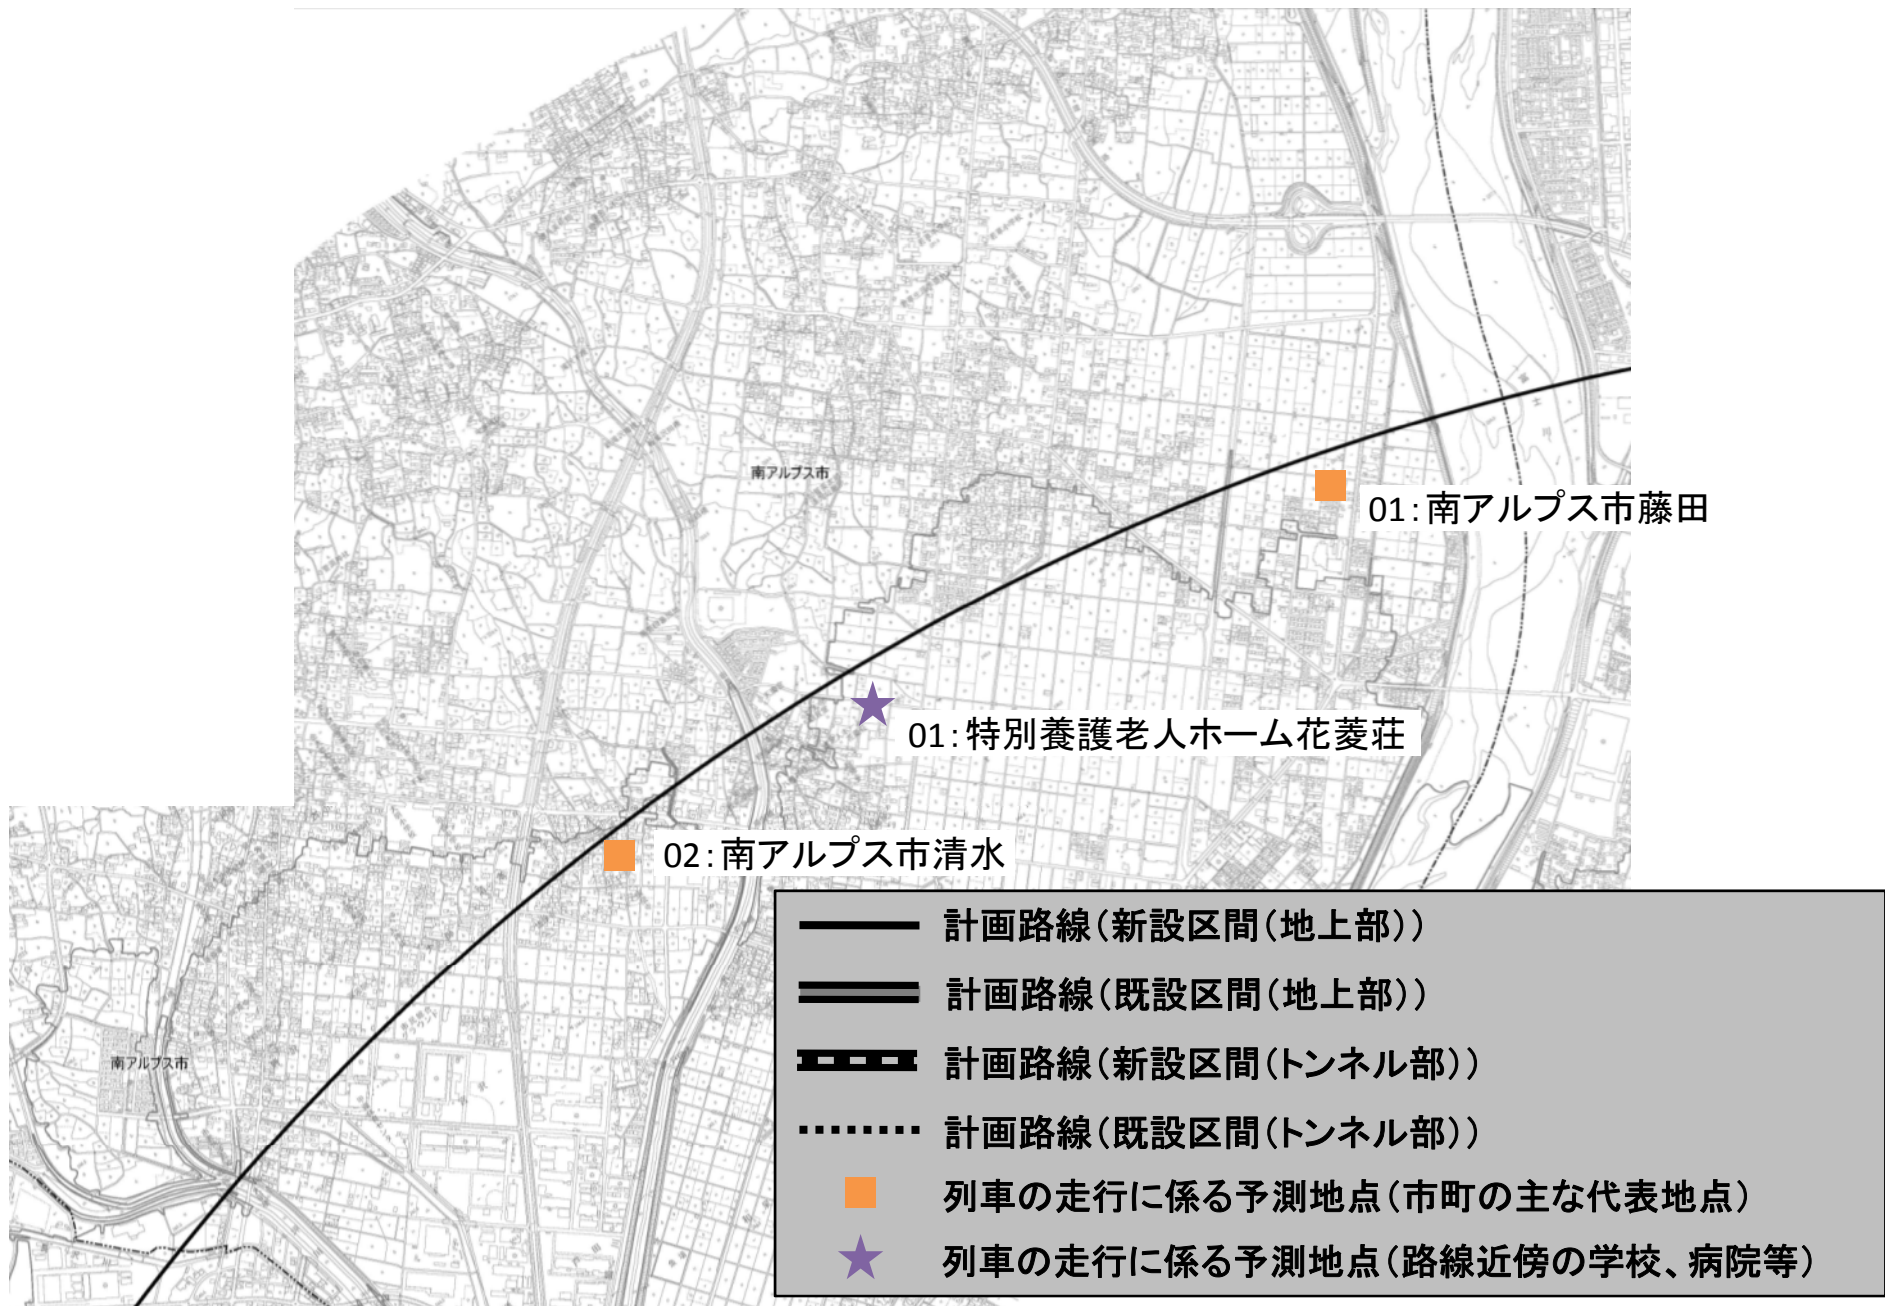 南アルプス市
01：南アルプス市藤田
01：特別養護老人ホーム花菱荘
02：南アルプス市清水
南アルプス市
計画路線（新設区間（地上部））
計画路線（既設区間（地上部））
計画路線（新設区間（トンネル部））
計画路線（既設区間（トンネル部））
列車の走行に係る予測地点（市町の主な代表地点）
列車の走行に係る予測地点（路線近傍の学校、病院等）